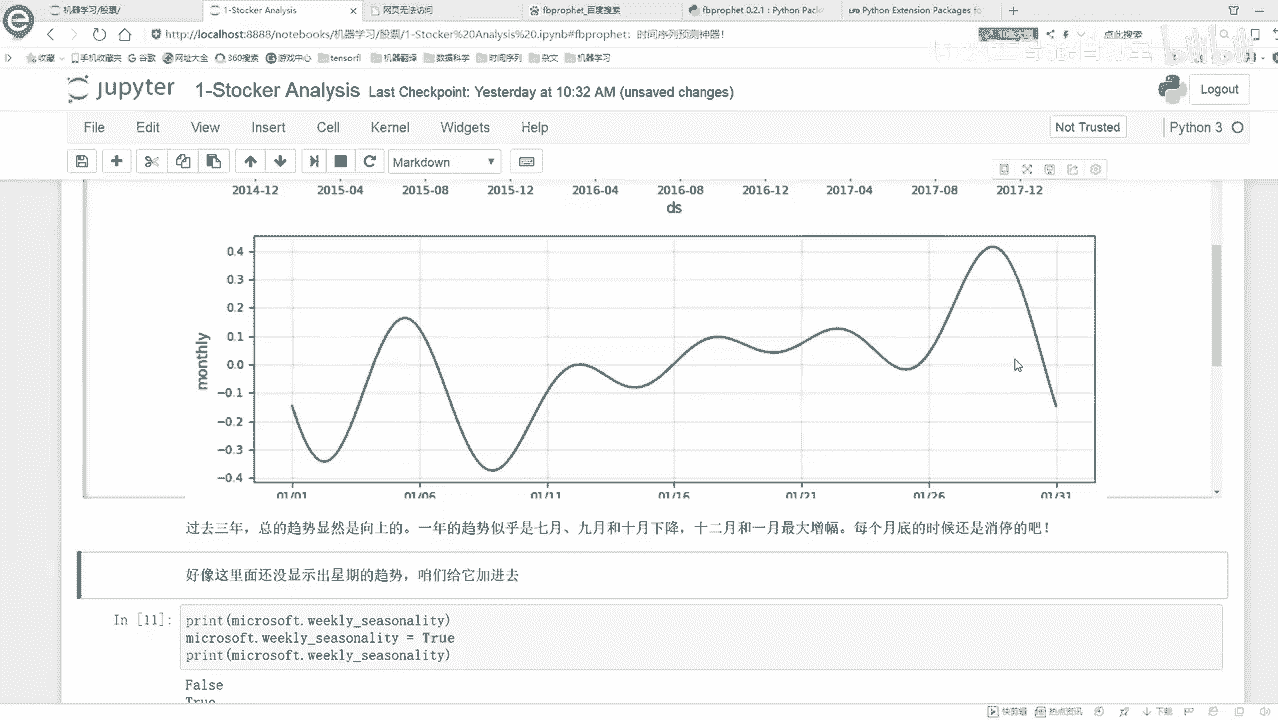 机器学习/股票/
1-Stocker Analysis
网页无法访问
fbprophet_百度搜索
fbprophet 0.2.1 : Python Pack
Python Extension Packages fo
http://localhost:8888/notebooks/机器学习/股票/1-Stocker%20Analysis%20.ipynb#fbprophet：时间序列预测神器！
点此搜索
收藏 手机收藏夹 谷歌 网址大全 360搜索 游戏中心 tensorfl 机器翻译 数据科学 时间序列 杂文 机器学习
jupyter 1-Stocker Analysis Last Checkpoint: Yesterday at 10:32 AM (unsaved changes)
Logout
File Edit View Insert Cell Kernel Widgets Help
Not Trusted
Python 3
Markdown
2014-12 2015-04 2015-08 2015-12 2016-04 2016-08 2016-12 2017-04 2017-08 2017-12
ds
monthly
0.4
0.3
0.2
0.1
0.0
−0.1
−0.2
−0.3
−0.4
01/01 01/06 01/11 01/16 01/21 01/26 01/31
过去三年，总的趋势显然是向上的。一年的趋势似乎是七月、九月和十月下降，十二月和一月最大增幅。每个月底的时候还是消停的吧！
好像这里面还没显示出星期的趋势，咱们给它加进去
In [11]:
print(microsoft.weekly_seasonality)
microsoft.weekly_seasonality = True
print(microsoft.weekly_seasonality)
False
True
快剪辑 热点资讯 下载